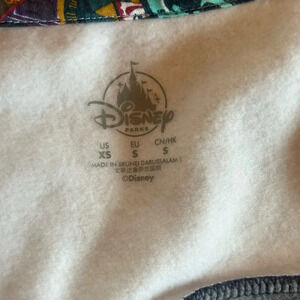 Disney
PARKS
US EU CN/HK
XS S S
MADE IN BRUNEI DARUSSALAM
©Disney